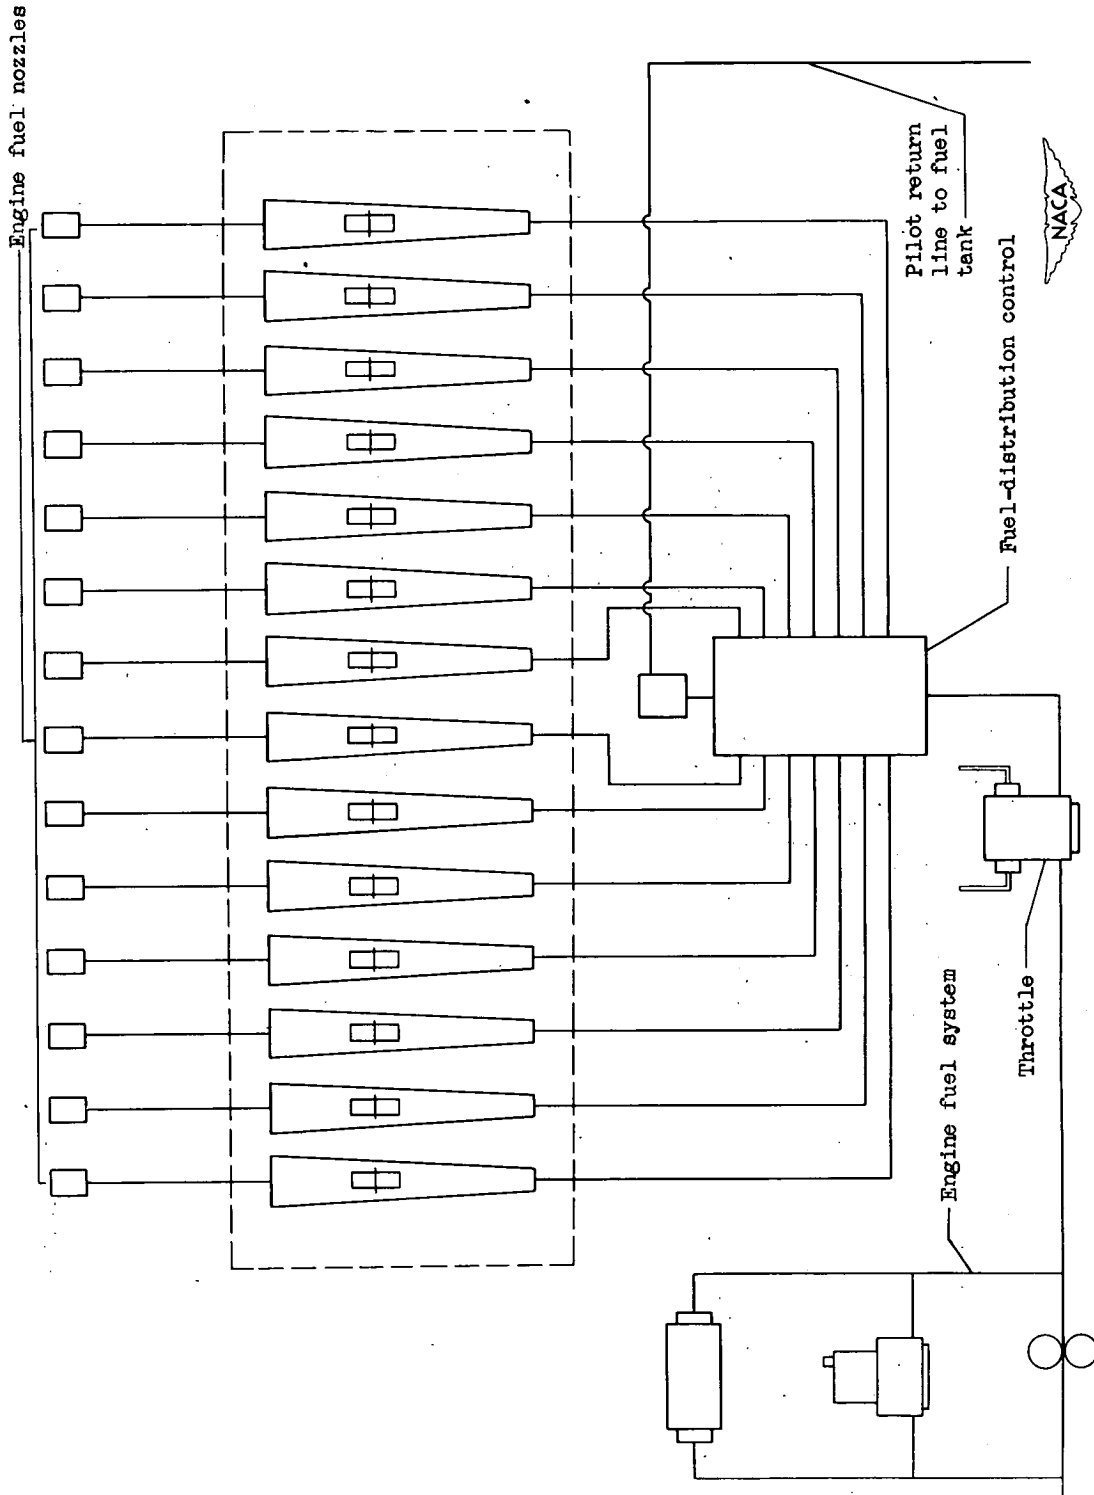 Engine fuel nozzles
Pilot return
line to fuel
tank
NACA
Fuel-distribution control
Engine fuel system
Throttle